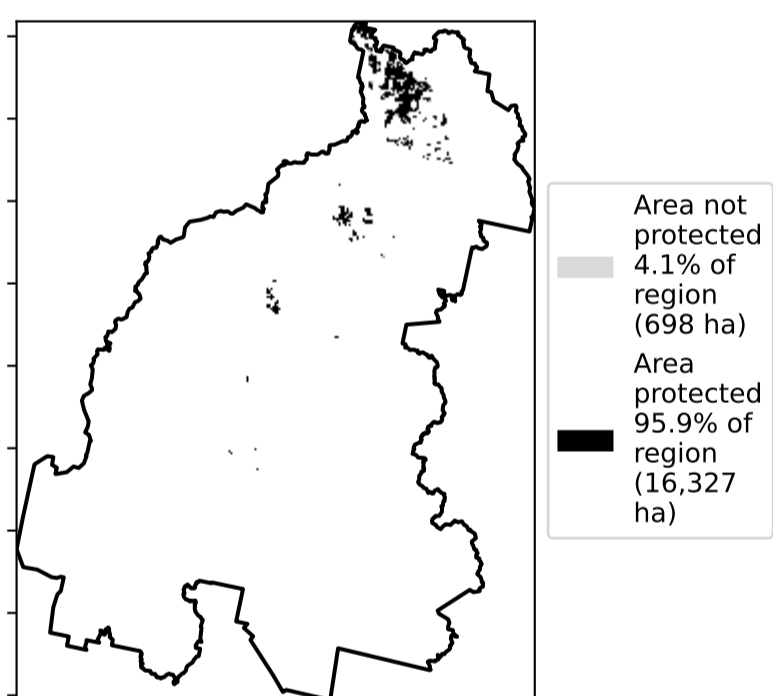 Area not
protected
4.1% of
region
(698 ha)
Area
protected
95.9% of
region
(16,327
ha)